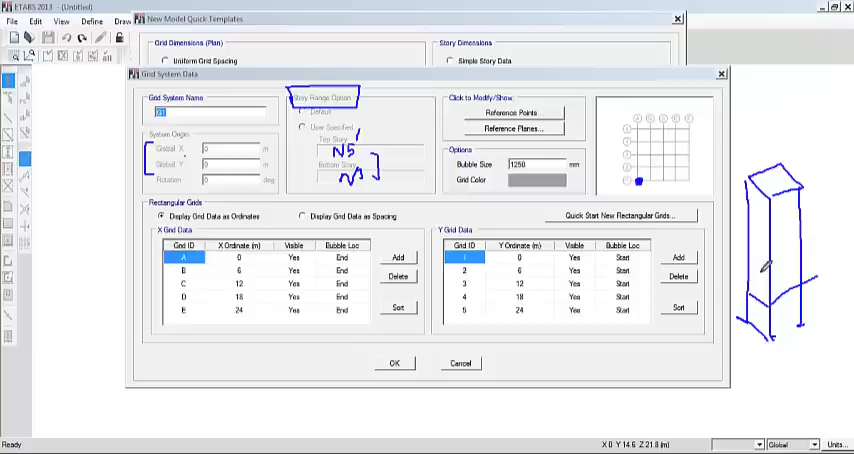 ETABS 2013 - (Untitled)
File Edit View Define Draw
New Model Quick Templates
Grid Dimensions (Plan)
Story Dimensions
Uniform Grid Spacing
Simple Story Data
Grid System Data
Grid System Name
G1
System Origin
Global X 0 m
Global Y 0 m
Rotation 0 deg
Story Range Option
Default
User Specified
Top Story
N5
Bottom Story
Click to Modify/Show:
Reference Points...
Reference Planes...
Options
Bubble Size 1250 mm
Grid Color
Rectangular Grids
Display Grid Data as Ordinates
Display Grid Data as Spacing
Quick Start New Rectangular Grids...
X Grid Data
Grid ID X Ordinate (m) Visible Bubble Loc
A 0 Yes End
B 6 Yes End
C 12 Yes End
D 18 Yes End
E 24 Yes End
Add
Delete
Sort
Y Grid Data
Grid ID Y Ordinate (m) Visible Bubble Loc
1 0 Yes Start
2 6 Yes Start
3 12 Yes Start
4 18 Yes Start
5 24 Yes Start
Add
Delete
Sort
OK
Cancel
Ready
X 0 Y 14.6 Z 21.8 (m)
Global
Units...